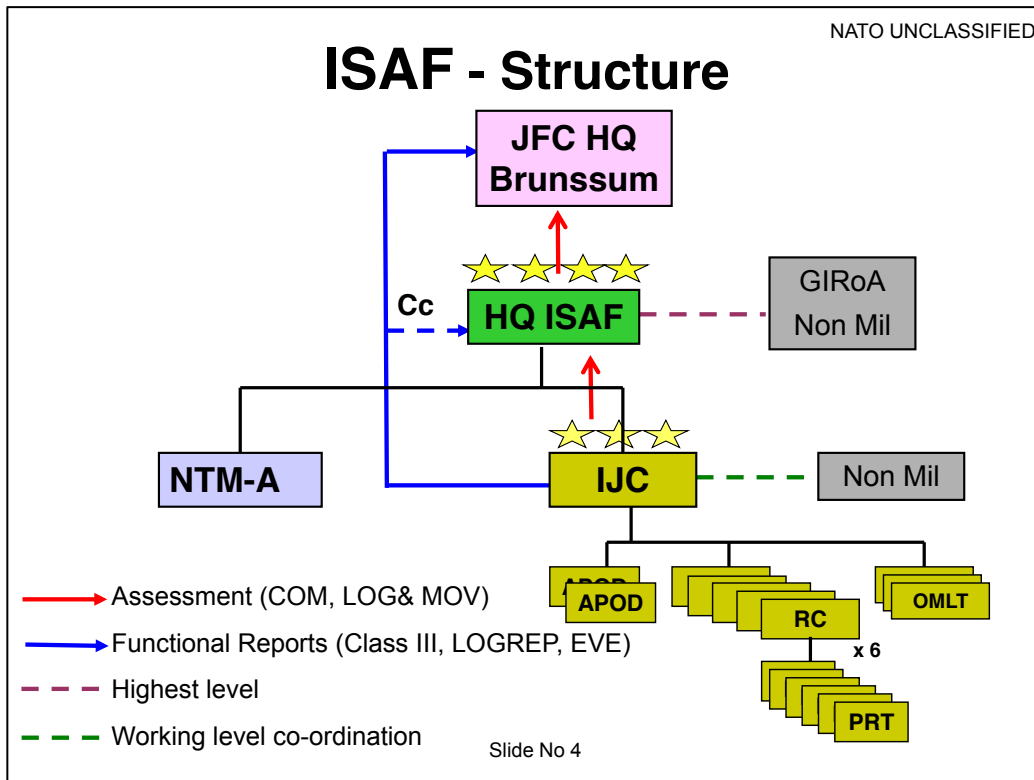 NATO UNCLASSIFIED
ISAF - Structure
JFC HQ
Brunssum
Cc
HQ ISAF
GIRoA
Non Mil
NTM-A
IJC
Non Mil
APOD
APOD
RC
x 6
OMLT
PRT
Assessment (COM, LOG& MOV)
Functional Reports (Class III, LOGREP, EVE)
Highest level
Working level co-ordination
Slide No 4